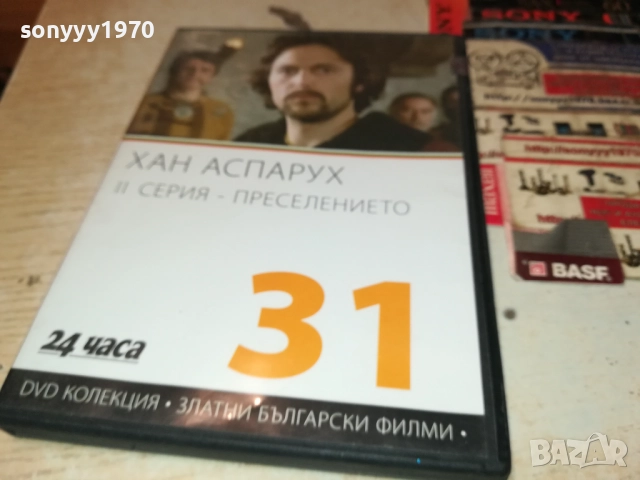 sonyyy1970
ХАН АСПАРУХ
II СЕРИЯ - ПРЕСЕЛЕНИЕТО
31
24 часа
DVD КОЛЕКЦИЯ • ЗЛАТНИ БЪЛГАРСКИ ФИЛМИ •
SONY
BASF
BAZAR